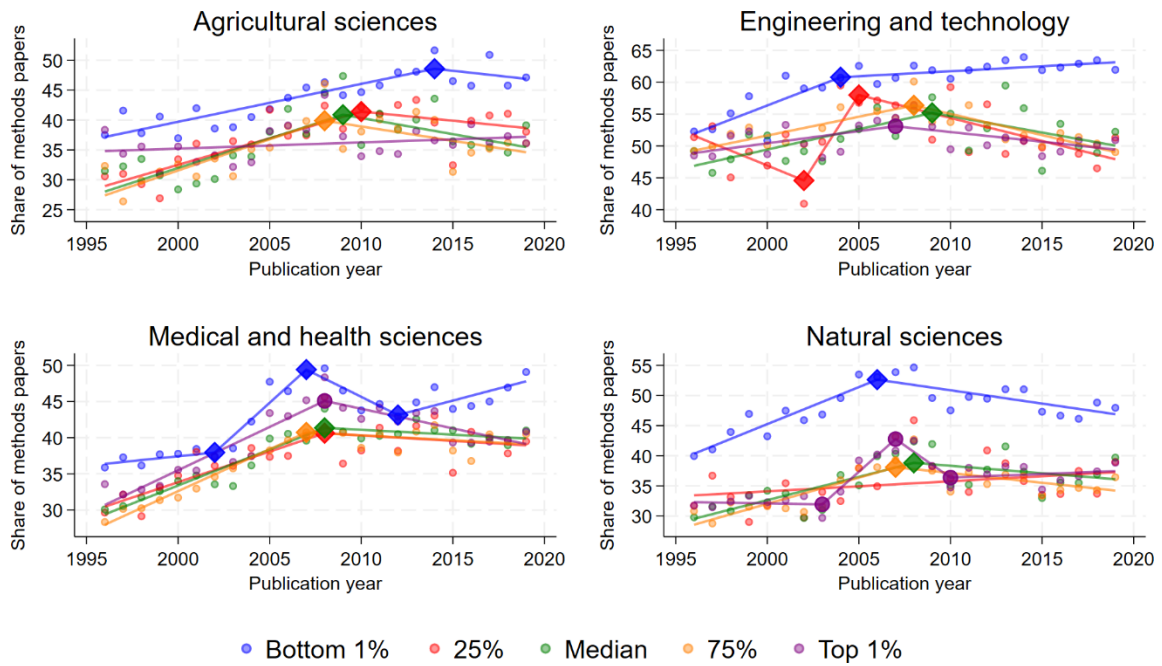 Agricultural sciences
Share of methods papers
50
45
40
35
30
25
1995 2000 2005 2010 2015 2020
Publication year
Engineering and technology
Share of methods papers
65
60
55
50
45
40
1995 2000 2005 2010 2015 2020
Publication year
Medical and health sciences
Share of methods papers
50
45
40
35
30
1995 2000 2005 2010 2015 2020
Publication year
Natural sciences
Share of methods papers
55
50
45
40
35
30
1995 2000 2005 2010 2015 2020
Publication year
Bottom 1% 25% Median 75% Top 1%